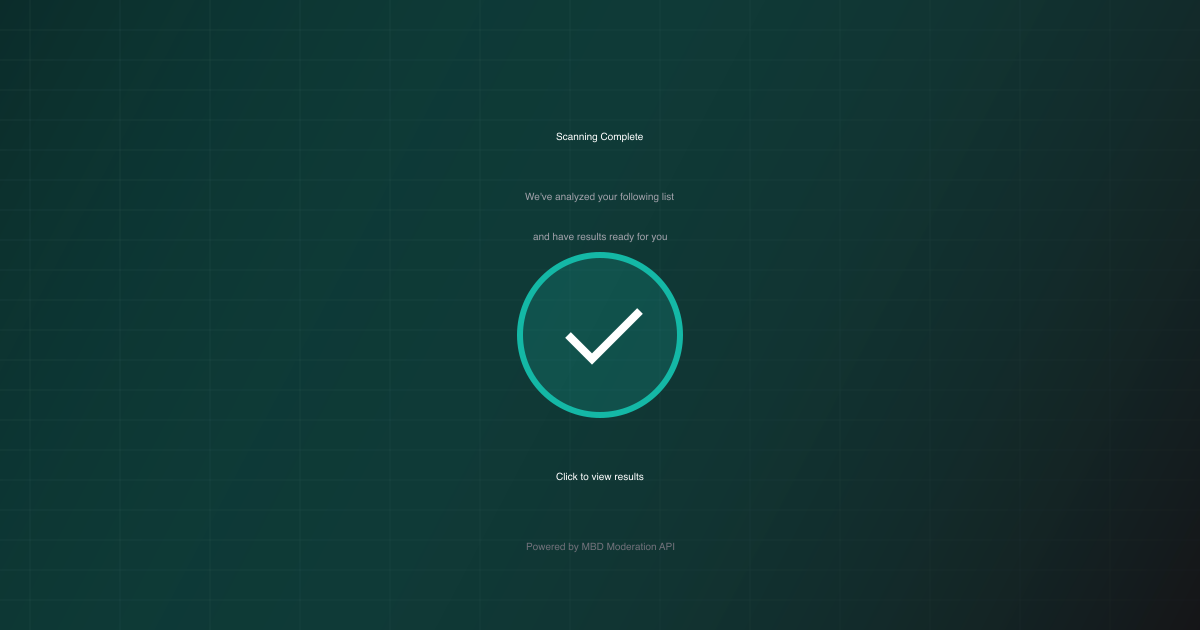 Scanning Complete
We've analyzed your following list
and have results ready for you
Click to view results
Powered by MBD Moderation API